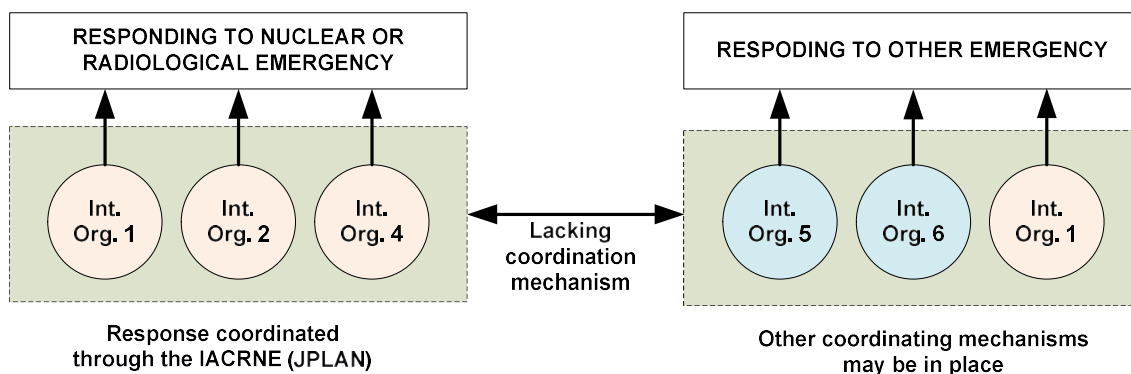 RESPONDING TO NUCLEAR OR
RADIOLOGICAL EMERGENCY
Int.
Org. 1
Int.
Org. 2
Int.
Org. 4
Response coordinated
through the IACRNE (JPLAN)
Lacking
coordination
mechanism
RESPODING TO OTHER EMERGENCY
Int.
Org. 5
Int.
Org. 6
Int.
Org. 1
Other coordinating mechanisms
may be in place